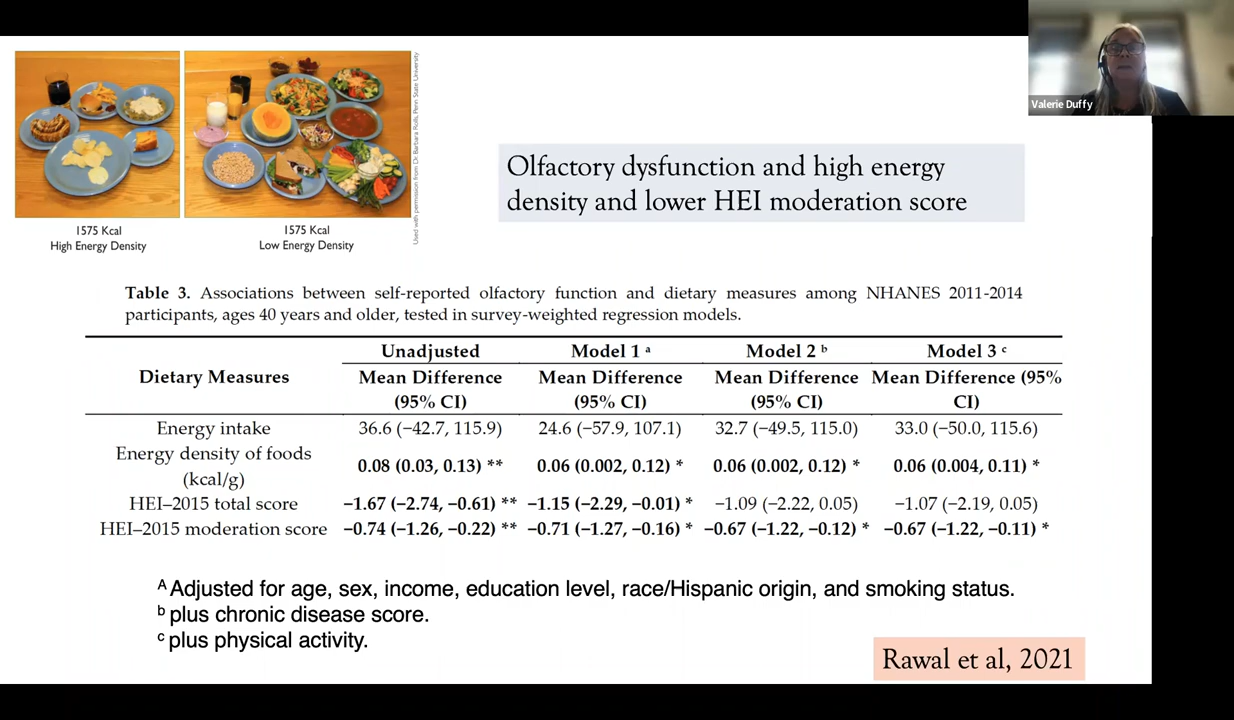 Valerie Duffy
Used with permission from Dr. Barbara Rolls, Penn State University
1575 Kcal
High Energy Density
1575 Kcal
Low Energy Density
Olfactory dysfunction and high energy
density and lower HEI moderation score
Table 3. Associations between self-reported olfactory function and dietary measures among NHANES 2011-2014
participants, ages 40 years and older, tested in survey-weighted regression models.
Unadjusted Model 1 ᵃ Model 2 ᵇ Model 3 ᶜ
Dietary Measures
Mean Difference Mean Difference Mean Difference Mean Difference (95%
(95% CI) (95% CI) (95% CI) CI)
Energy intake 36.6 (−42.7, 115.9) 24.6 (−57.9, 107.1) 32.7 (−49.5, 115.0) 33.0 (−50.0, 115.6)
Energy density of foods
(kcal/g)
0.08 (0.03, 0.13) ** 0.06 (0.002, 0.12) * 0.06 (0.002, 0.12) * 0.06 (0.004, 0.11) *
HEI–2015 total score −1.67 (−2.74, −0.61) ** −1.15 (−2.29, −0.01) * −1.09 (−2.22, 0.05) −1.07 (−2.19, 0.05)
HEI–2015 moderation score −0.74 (−1.26, −0.22) ** −0.71 (−1.27, −0.16) * −0.67 (−1.22, −0.12) * −0.67 (−1.22, −0.11) *
ᴬ Adjusted for age, sex, income, education level, race/Hispanic origin, and smoking status.
ᵇ plus chronic disease score.
ᶜ plus physical activity.
Rawal et al, 2021